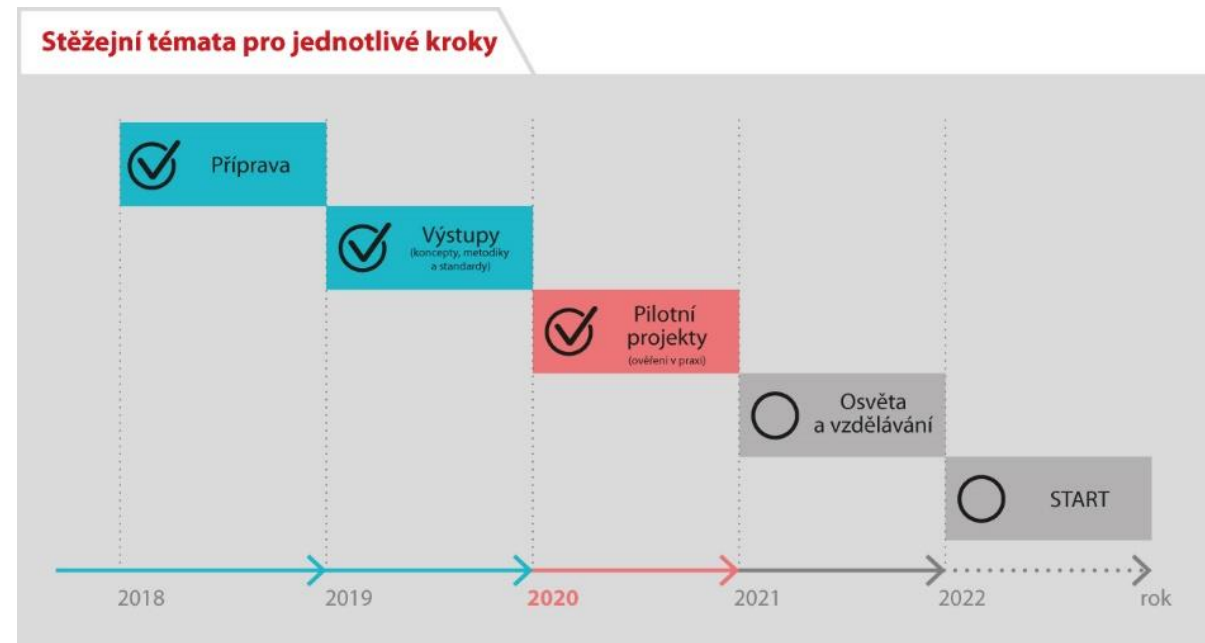 Stěžejní témata pro jednotlivé kroky
Příprava
Výstupy
(koncepty, metodiky
a standardy)
Pilotní
projekty
(ověření v praxi)
Osvěta
a vzdělávání
START
2018
2019
2020
2021
2022
rok